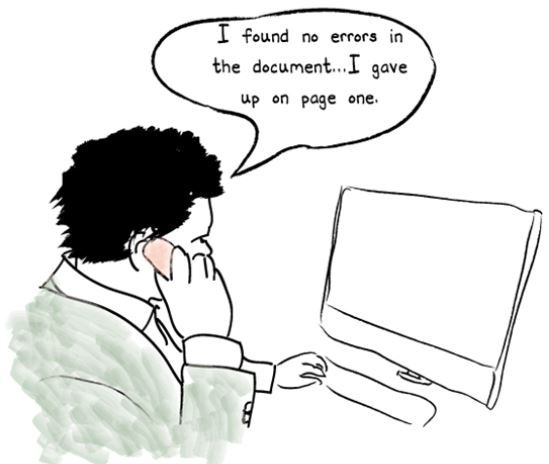 I found no errors in
the document...I gave
up on page one.